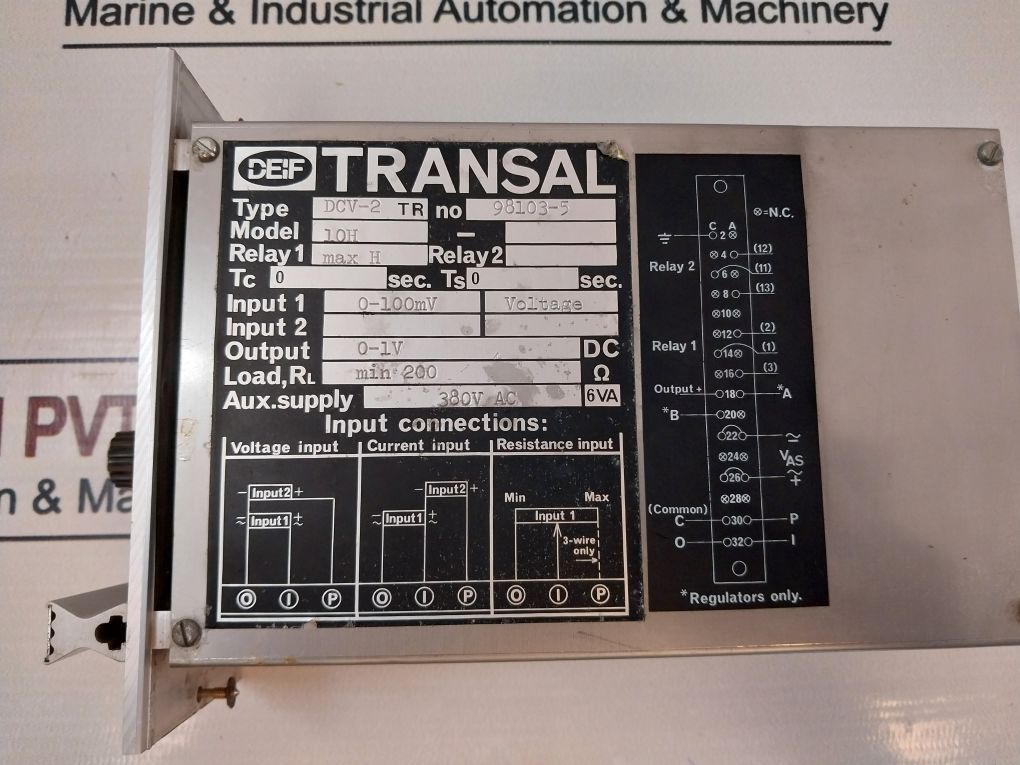 Marine & Industrial Automation & Machinery
DEIF TRANSAL
Type DCV-2 TR no 98103-5
Model 10H -
Relay 1 max H Relay 2
Tc 0 sec. Ts 0 sec.
Input 1 0-100mV Voltage
Input 2
Output 0-1V DC
Load, RL min 200 Ω
Aux.supply 380V AC 6VA
Input connections:
Voltage input Current input Resistance input
- Input2 +
≂ Input1 ±
O I P
- Input2 +
≂ Input1 ±
O I P
Min Max
Input 1
3-wire
only
O I P
⊗=N.C.
C A
2
4 (12)
Relay 2 6 (11)
8 (13)
10
12 (2)
Relay 1 14 (1)
16 (3)
Output + 18 *A
*B 20
22 ≂
24 VAS
26 ~ +
28
(Common)
C 30 P
O 32 I
*Regulators only.
PVT
n & Ma